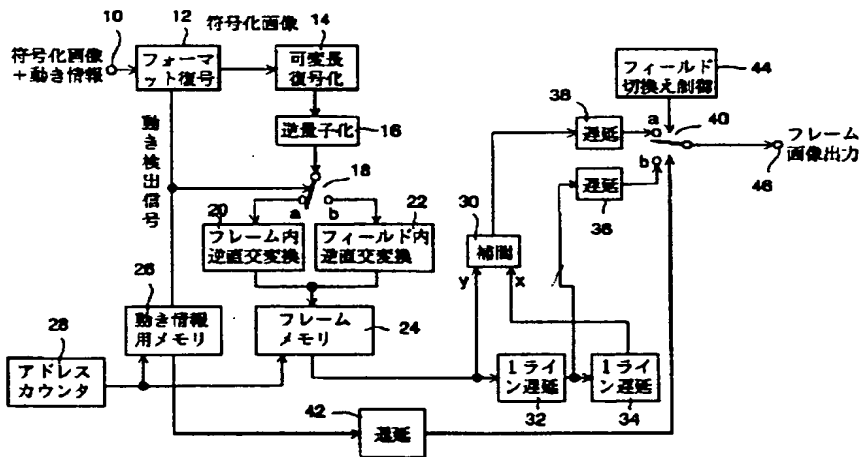 符号化画像
10
12
14
符号化画像
+動き情報
フォーマ
ット復号
可変長
復号化
逆量子化
16
18
a
b
動き検出信号
20
フレーム内
逆直交変換
22
フィールド内
逆直交変換
26
動き情報
用メモリ
フレーム
メモリ
24
28
アドレス
カウンタ
42
遅延
1ライ
ン遅延
32
1ライ
ン遅延
34
30
補間
y
x
38
遅延
遅延
36
フィールド
切換え制御
44
a
b
40
フレーム
画像出力
46